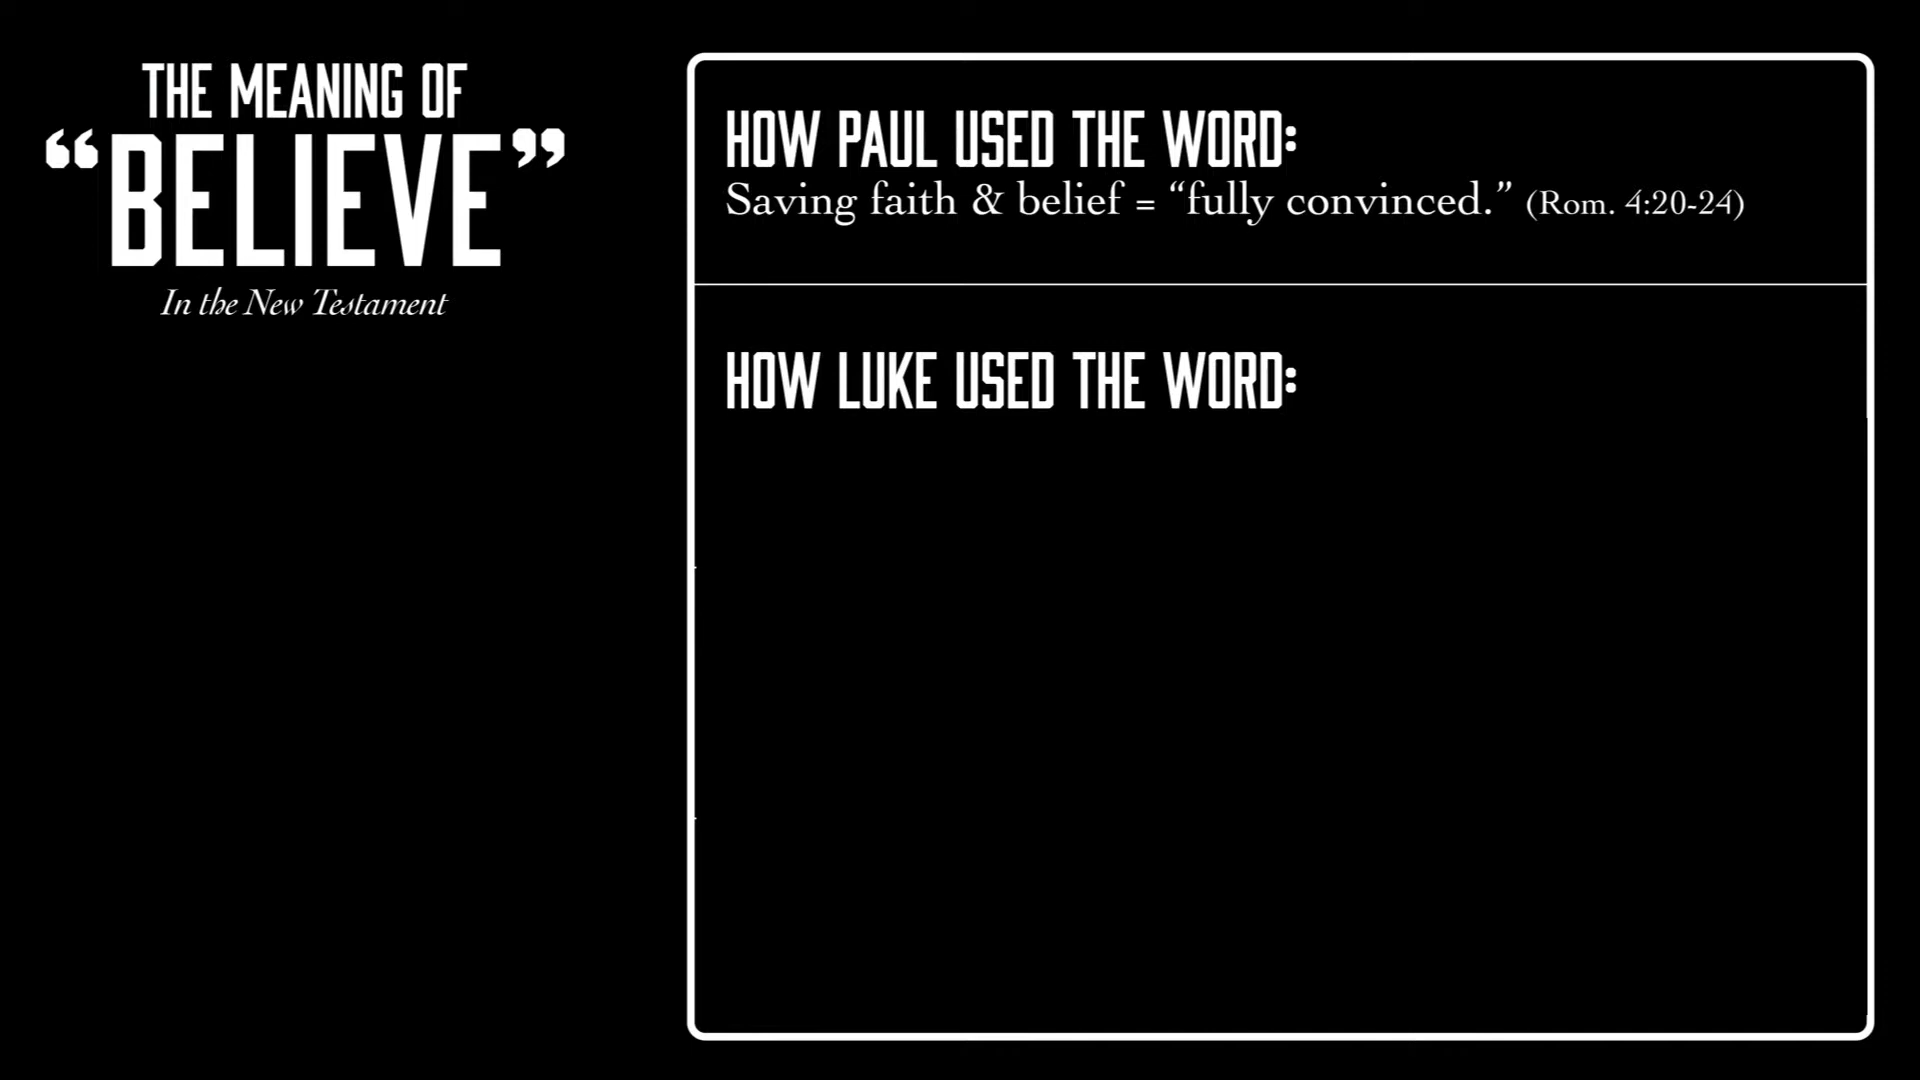 THE MEANING OF
“BELIEVE”
In the New Testament
HOW PAUL USED THE WORD:
Saving faith & belief = “fully convinced.” (Rom. 4:20-24)
HOW LUKE USED THE WORD: